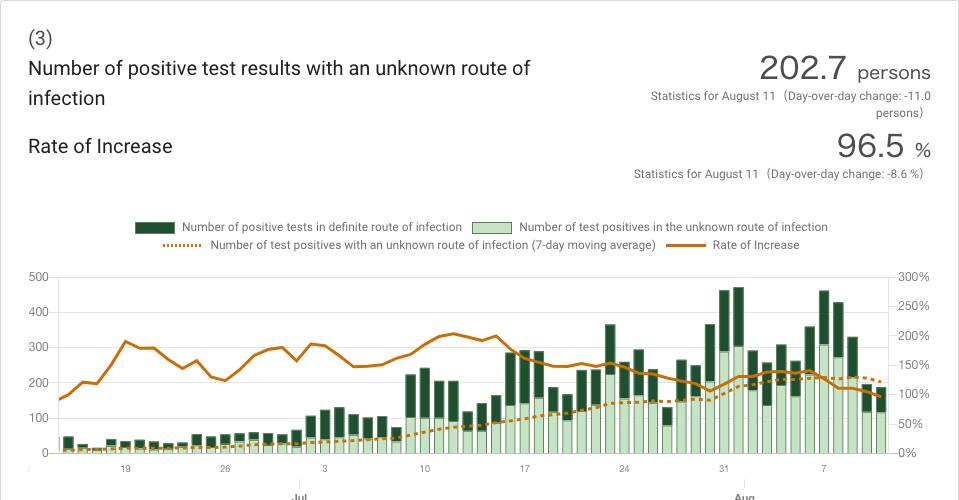 (3)
Number of positive test results with an unknown route of
infection
202.7 persons
Statistics for August 11 （Day-over-day change: -11.0
persons）
Rate of Increase
96.5 %
Statistics for August 11 （Day-over-day change: -8.6 %）
Number of positive tests in definite route of infection Number of test positives in the unknown route of infection
Number of test positives with an unknown route of infection (7-day moving average) Rate of Increase
500 300%
250%
400
200%
300
150%
200
100%
100
50%
0 0%
2 19 26 3 10 17 24 31 7
Jul Aug